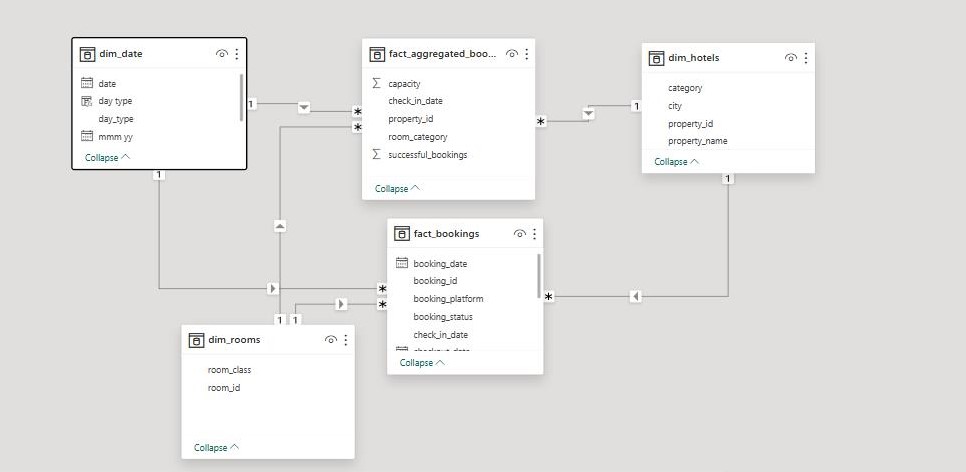 dim_date
date
day type
day_type
mmm yy
Collapse
1
1
fact_aggregated_boo...
capacity
check_in_date
property_id
room_category
successful_bookings
Collapse
*
*
*
dim_hotels
category
city
property_id
property_name
Collapse
1
1
fact_bookings
booking_date
booking_id
booking_platform
booking_status
check_in_date
Collapse
*
*
*
1 1
dim_rooms
room_class
room_id
Collapse